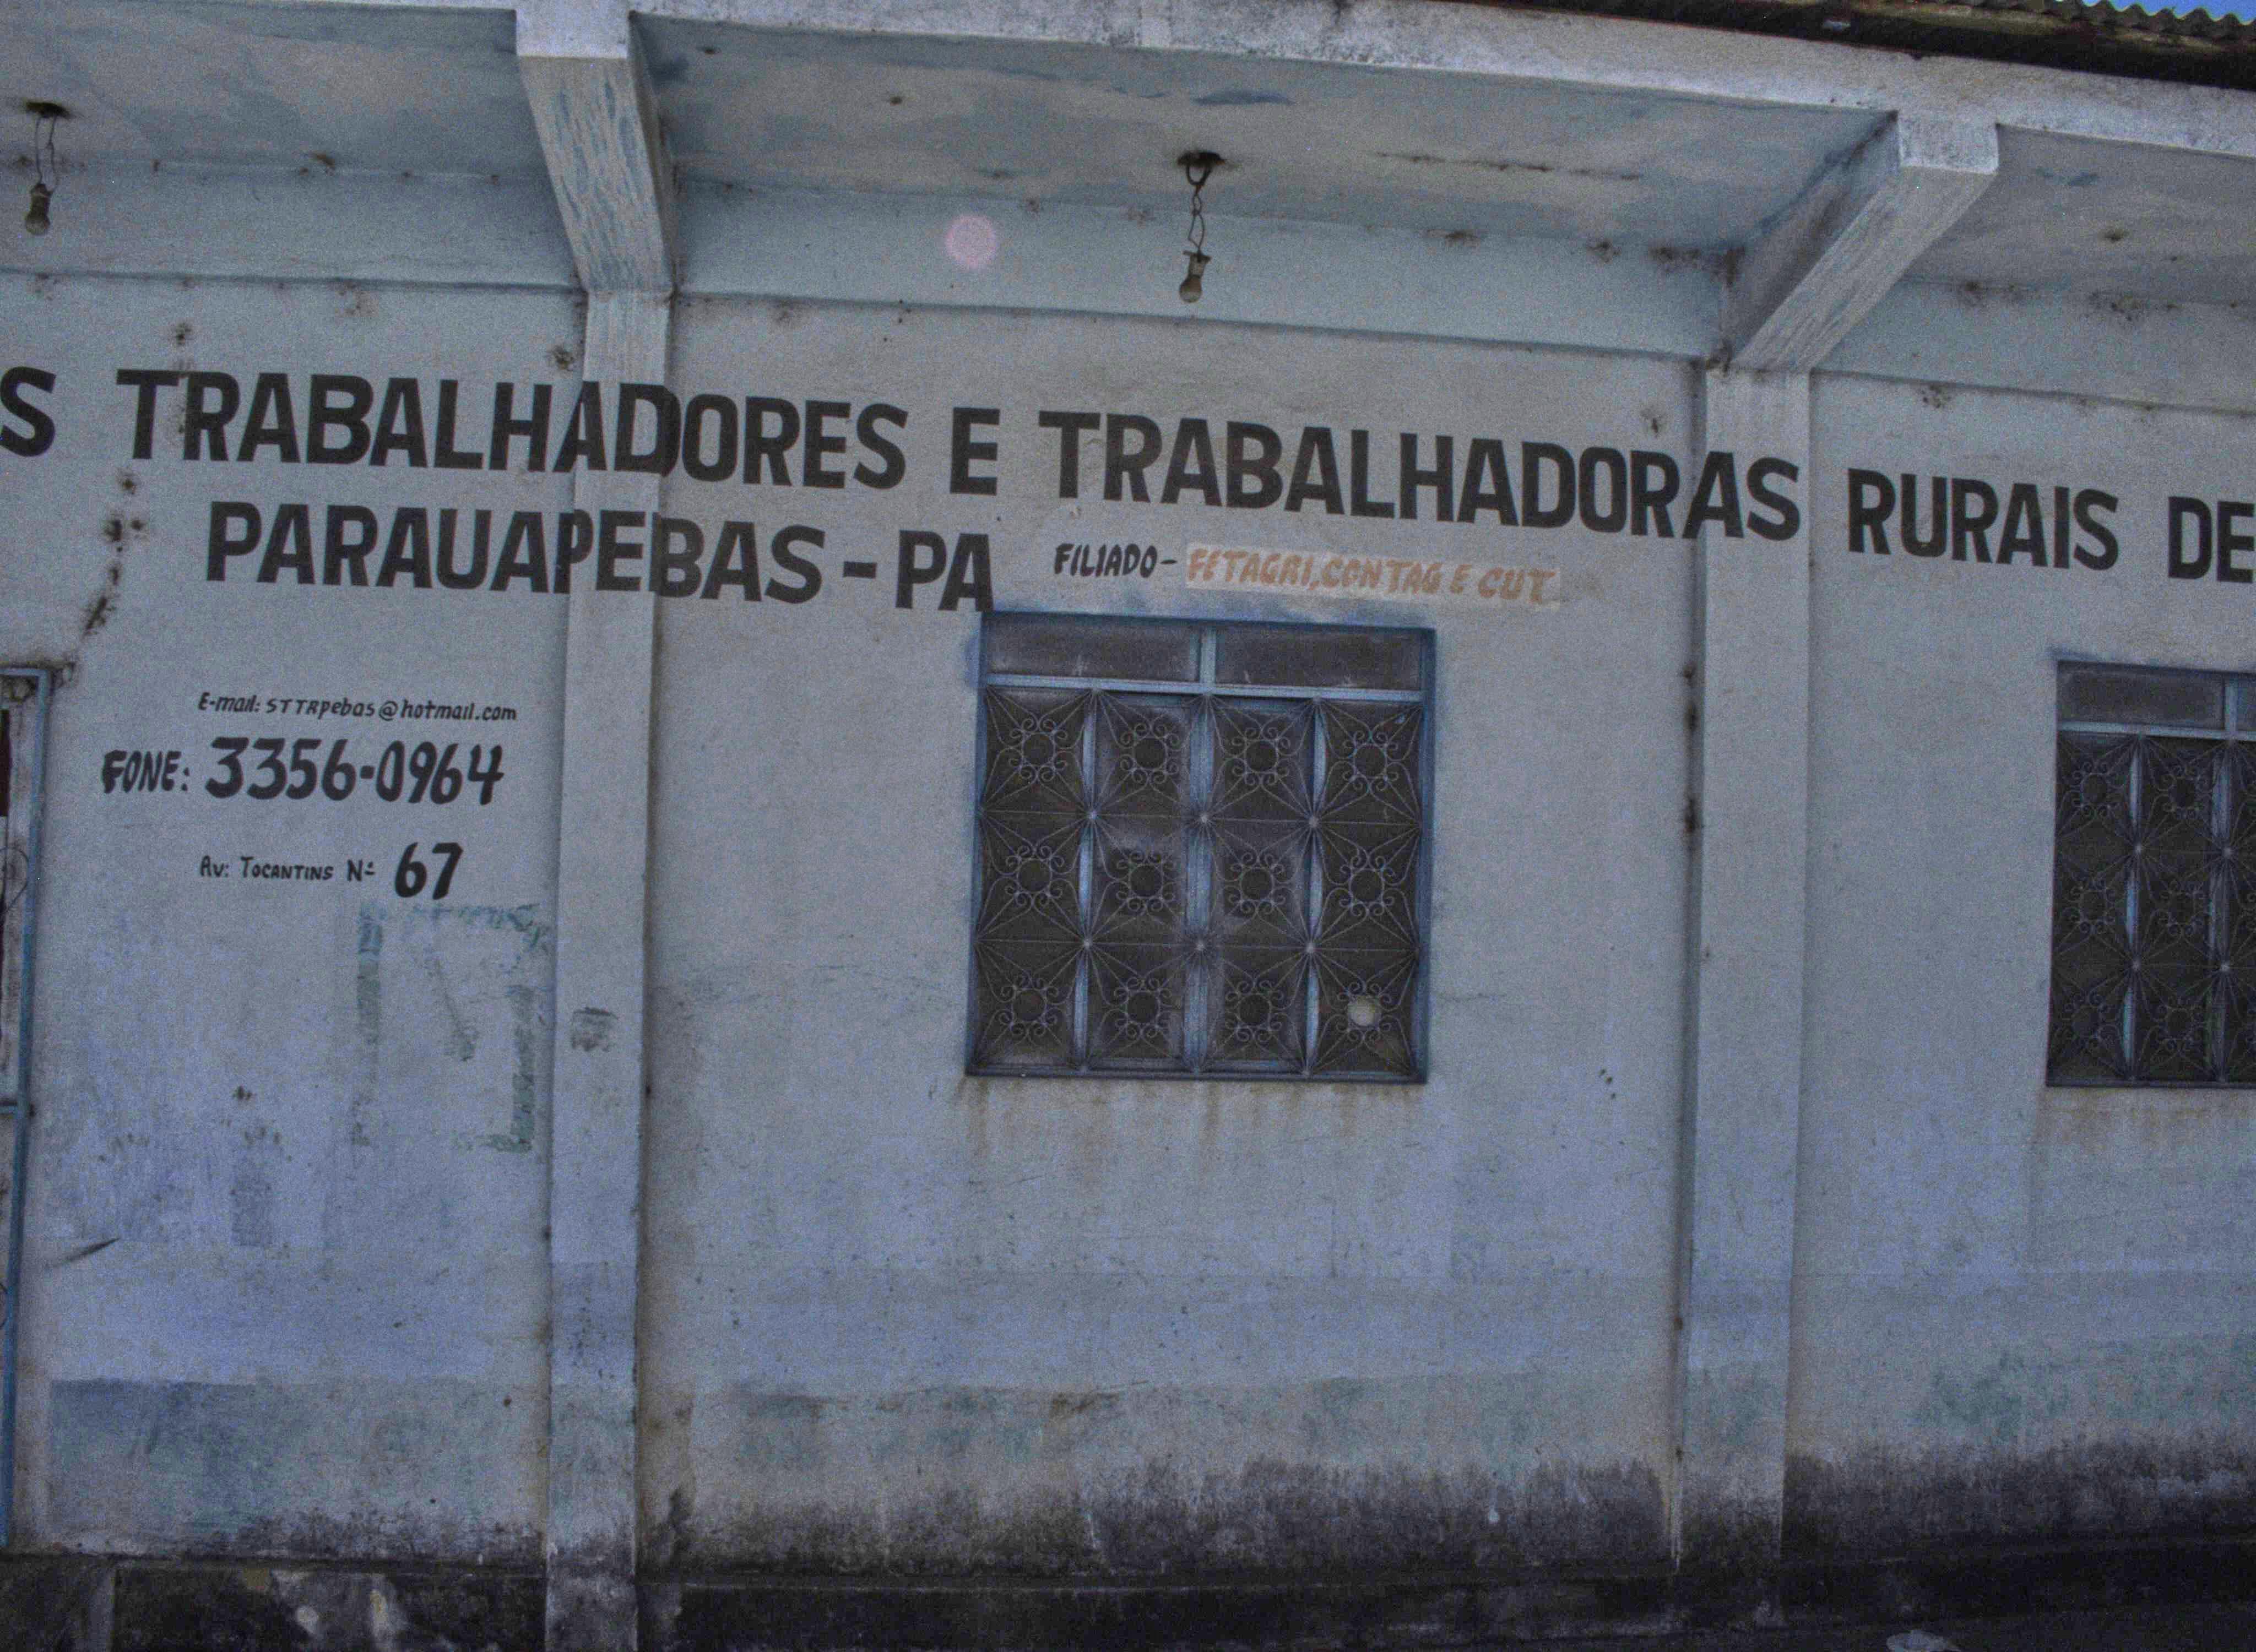 S TRABALHADORES E TRABALHADORAS RURAIS DE
PARAUAPEBAS - PA
FILIADO - FETAGRI, CONTAG E CUT
E-mail: STTRpebas@hotmail.com
FONE: 3356-0964
Av: TOCANTINS Nº 67